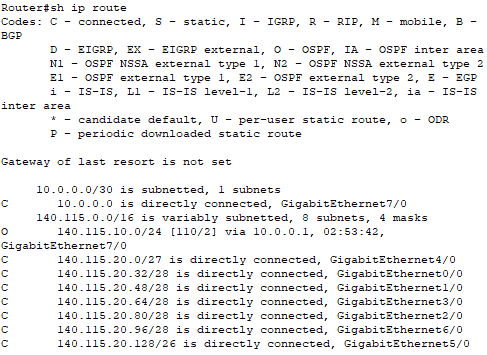 Router#sh ip route
Codes: C - connected, S - static, I - IGRP, R - RIP, M - mobile, B -
BGP
D - EIGRP, EX - EIGRP external, O - OSPF, IA - OSPF inter area
N1 - OSPF NSSA external type 1, N2 - OSPF NSSA external type 2
E1 - OSPF external type 1, E2 - OSPF external type 2, E - EGP
i - IS-IS, L1 - IS-IS level-1, L2 - IS-IS level-2, ia - IS-IS
inter area
* - candidate default, U - per-user static route, o - ODR
P - periodic downloaded static route
Gateway of last resort is not set
10.0.0.0/30 is subnetted, 1 subnets
C 10.0.0.0 is directly connected, GigabitEthernet7/0
140.115.0.0/16 is variably subnetted, 8 subnets, 4 masks
O 140.115.10.0/24 [110/2] via 10.0.0.1, 02:53:42,
GigabitEthernet7/0
C 140.115.20.0/27 is directly connected, GigabitEthernet4/0
C 140.115.20.32/28 is directly connected, GigabitEthernet0/0
C 140.115.20.48/28 is directly connected, GigabitEthernet1/0
C 140.115.20.64/28 is directly connected, GigabitEthernet3/0
C 140.115.20.80/28 is directly connected, GigabitEthernet2/0
C 140.115.20.96/28 is directly connected, GigabitEthernet6/0
C 140.115.20.128/26 is directly connected, GigabitEthernet5/0